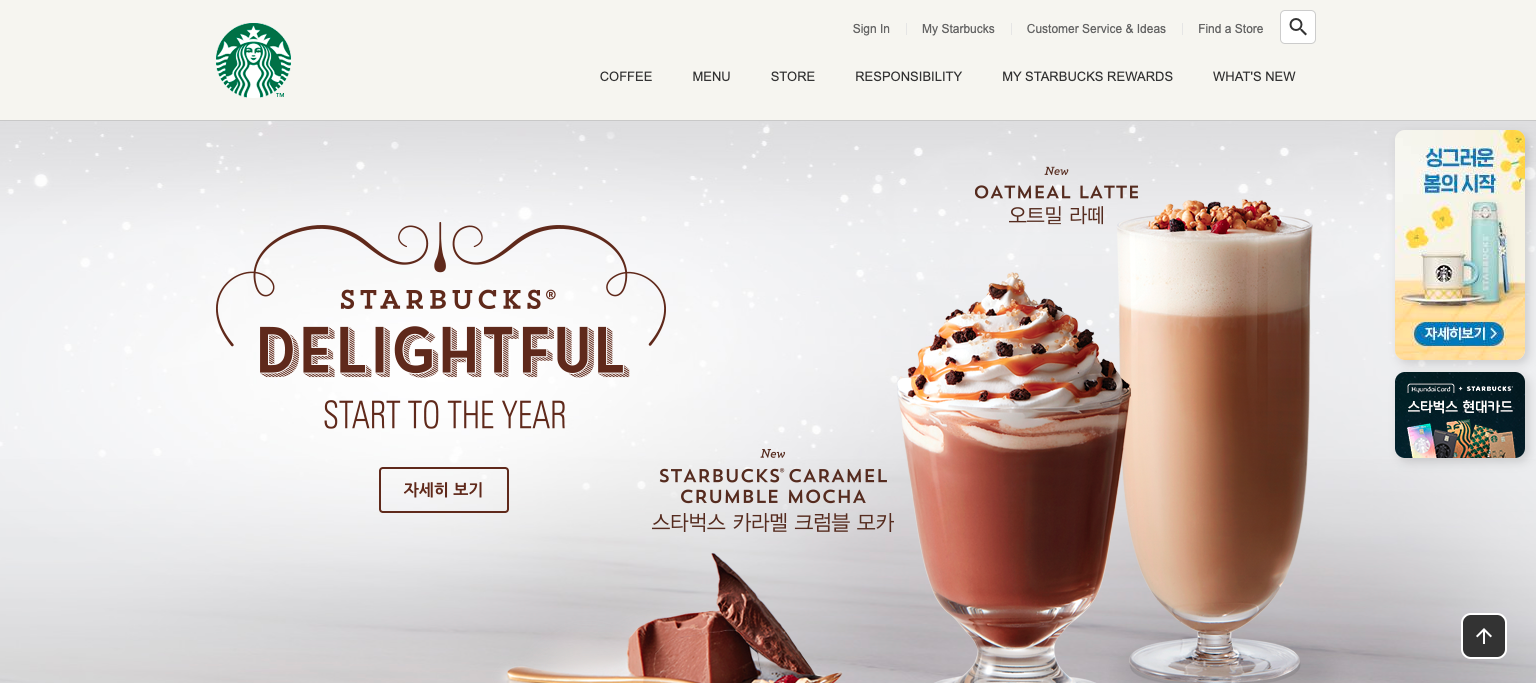 Sign In
My Starbucks
Customer Service & Ideas
Find a Store
COFFEE
MENU
STORE
RESPONSIBILITY
MY STARBUCKS REWARDS
WHAT'S NEW
TM
STARBUCKS®
DELIGHTFUL
START TO THE YEAR
자세히 보기
New
OATMEAL LATTE
오트밀 라떼
New
STARBUCKS® CARAMEL
CRUMBLE MOCHA
스타벅스 카라멜 크럼블 모카
싱그러운
봄의 시작
STARBUCKS
자세히보기
HyundaiCard + STARBUCKS
스타벅스 현대카드